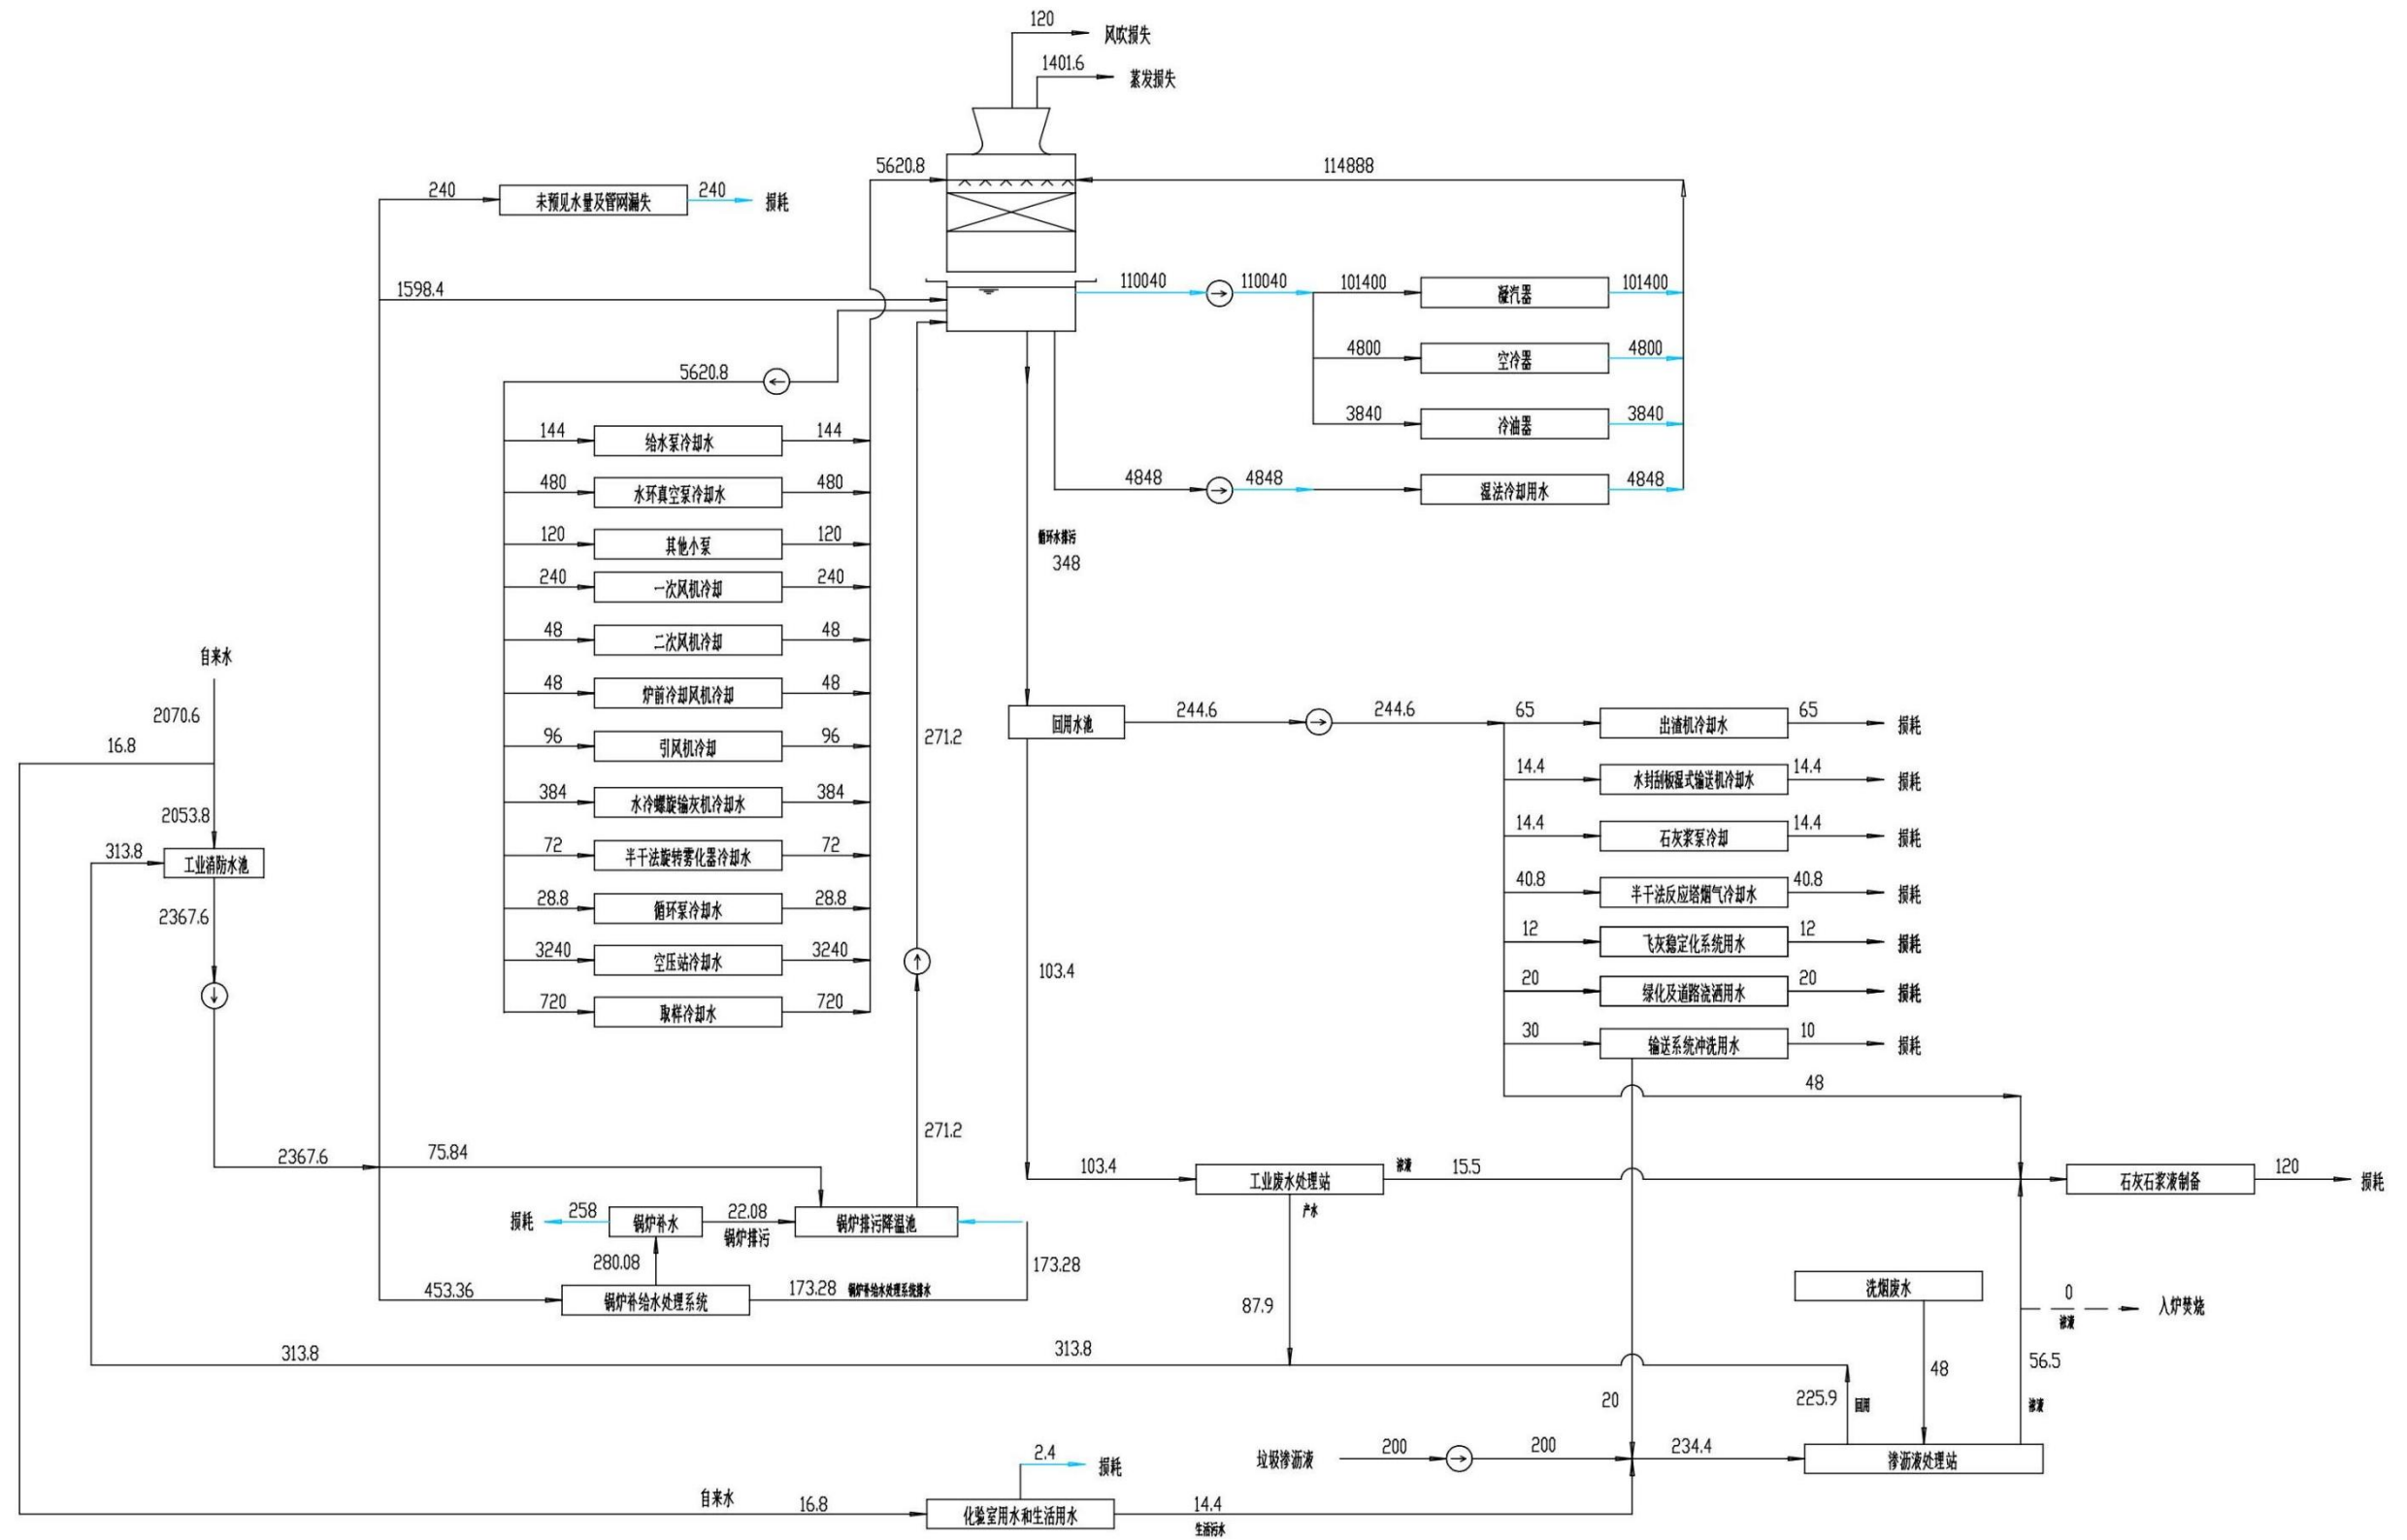 120
风吹损失
1401.6
蒸发损失
5620.8
114888
240
未预见水量及管网漏失
240
损耗
1598.4
110040
110040
101400
凝汽器
101400
4800
空冷器
4800
3840
冷油器
3840
4848
4848
湿法冷却用水
4848
5620.8
144
给水泵冷却水
144
480
水环真空泵冷却水
480
120
其他小泵
120
240
一次风机冷却
240
48
二次风机冷却
48
48
炉前冷却风机冷却
48
96
引风机冷却
96
384
水冷螺旋输灰机冷却水
384
72
半干法旋转雾化器冷却水
72
28.8
循环泵冷却水
28.8
3240
空压站冷却水
3240
720
取样冷却水
720
循环水排污
348
自来水
2070.6
16.8
2053.8
313.8
工业消防水池
2367.6
271.2
回用水池
244.6
244.6
65
出渣机冷却水
65
损耗
14.4
水封刮板湿式输送机冷却水
14.4
损耗
14.4
石灰浆泵冷却
14.4
损耗
40.8
半干法反应塔烟气冷却水
40.8
损耗
12
飞灰稳定化系统用水
12
损耗
20
绿化及道路浇洒用水
20
损耗
30
输送系统冲洗用水
10
损耗
48
103.4
271.2
2367.6
75.84
103.4
工业废水处理站
浓液
15.5
石灰石浆液制备
120
损耗
产水
损耗
258
锅炉补水
22.08
锅炉排污
锅炉排污降温池
280.08
173.28
453.36
锅炉补给水处理系统
173.28
锅炉补给水处理系统排水
87.9
洗烟废水
0
浓液
入炉焚烧
313.8
313.8
48
56.5
浓液
20
225.9
回用
垃圾渗沥液
200
200
234.4
渗沥液处理站
2.4
损耗
自来水
16.8
化验室用水和生活用水
14.4
生活污水